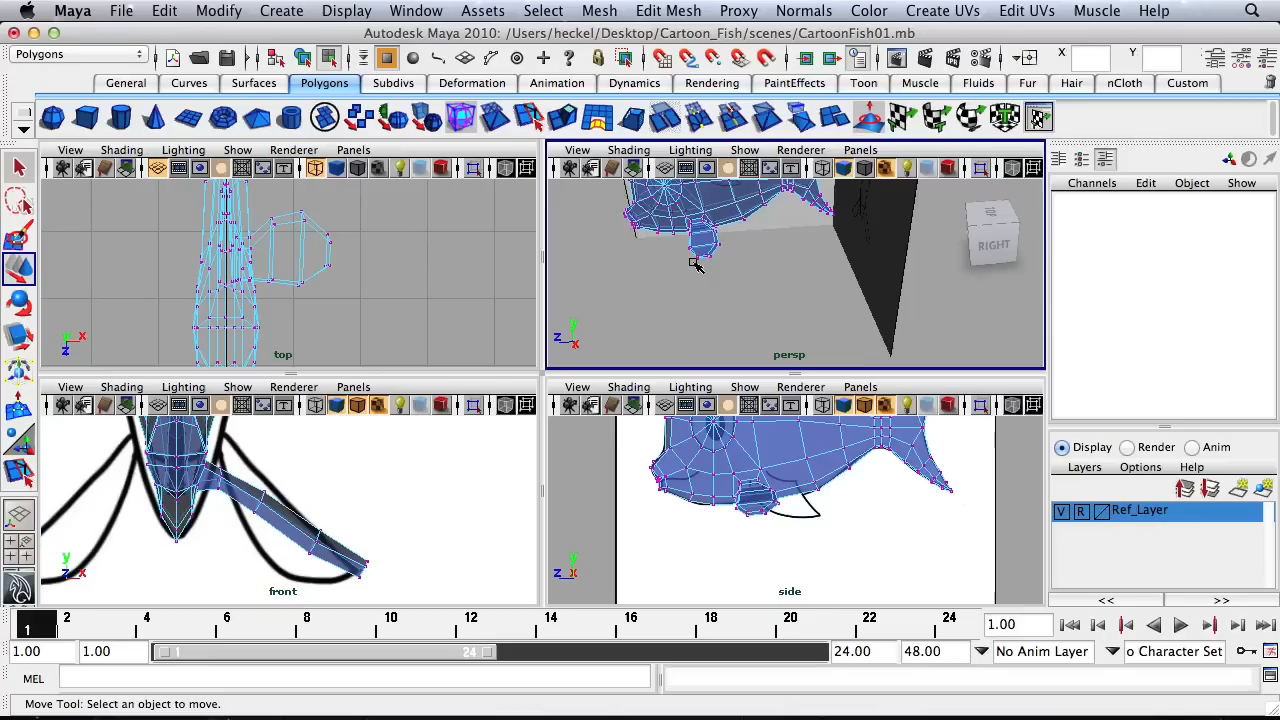 Maya File Edit Modify Create Display Window Assets Select Mesh Edit Mesh Proxy Normals Color Create UVs Edit UVs Muscle Help
Autodesk Maya 2010: /Users/heckel/Desktop/Cartoon_Fish/scenes/CartoonFish01.mb
Polygons X Y
General Curves Surfaces Polygons Subdivs Deformation Animation Dynamics Rendering PaintEffects Toon Muscle Fluids Fur Hair nCloth Custom
View Shading Lighting Show Renderer Panels
View Shading Lighting Show Renderer Panels
Channels Edit Object Show
TOP
RIGHT
y x
z
top
y
z x
persp
View Shading Lighting Show Renderer Panels
View Shading Lighting Show Renderer Panels
Display Render Anim
Layers Options Help
V R Ref_Layer
y
z x
front
y
z x
side
<< >>
1 2 4 6 8 10 12 14 16 18 20 22 24 1.00
1.00 1.00 1 24 24.00 48.00 No Anim Layer o Character Set
MEL
Move Tool: Select an object to move.